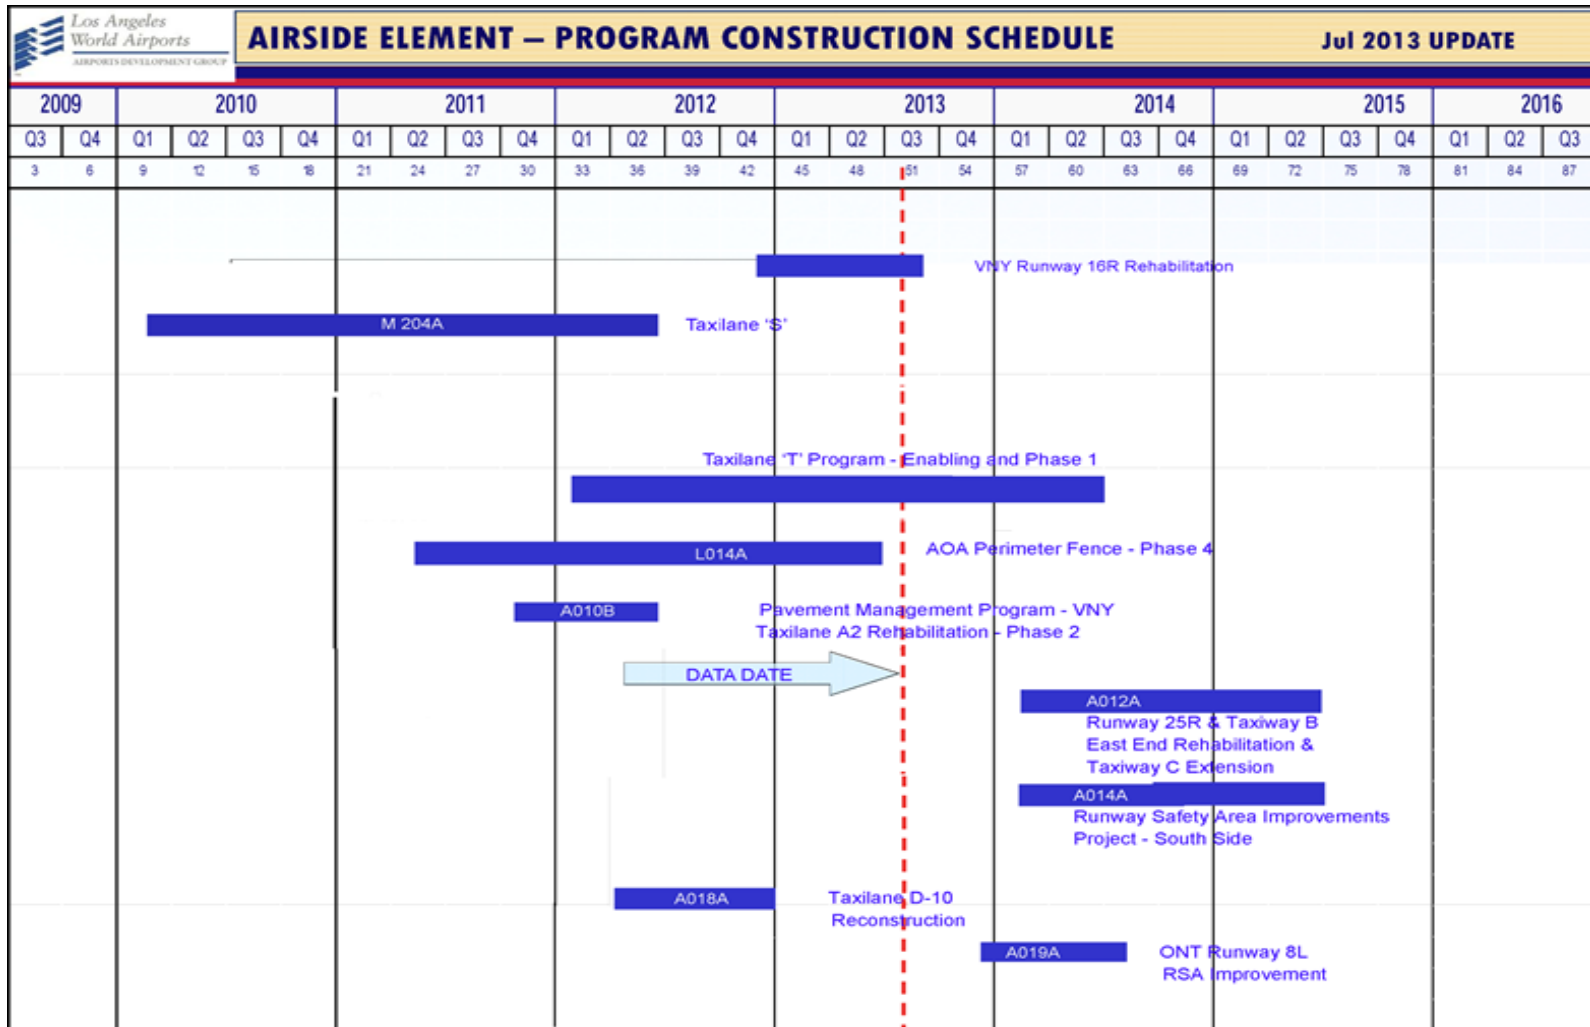 Los Angeles
World Airports
AIRPORTS DEVELOPMENT GROUP
AIRSIDE ELEMENT – PROGRAM CONSTRUCTION SCHEDULE
Jul 2013 UPDATE
2009 2010 2011 2012 2013 2014 2015 2016
Q3 Q4 Q1 Q2 Q3 Q4 Q1 Q2 Q3 Q4 Q1 Q2 Q3 Q4 Q1 Q2 Q3 Q4 Q1 Q2 Q3 Q4 Q1 Q2 Q3 Q4 Q1 Q2 Q3
3 6 9 12 15 18 21 24 27 30 33 36 39 42 45 48 51 54 57 60 63 66 69 72 75 78 81 84 87
VNY Runway 16R Rehabilitation
M 204A
Taxilane 'S'
Taxilane 'T' Program - Enabling and Phase 1
L014A
AOA Perimeter Fence - Phase 4
A010B
Pavement Management Program - VNY
Taxilane A2 Rehabilitation - Phase 2
DATA DATE
A012A
Runway 25R & Taxiway B
East End Rehabilitation &
Taxiway C Extension
A014A
Runway Safety Area Improvements
Project - South Side
A018A
Taxilane D-10
Reconstruction
A019A
ONT Runway 8L
RSA Improvement